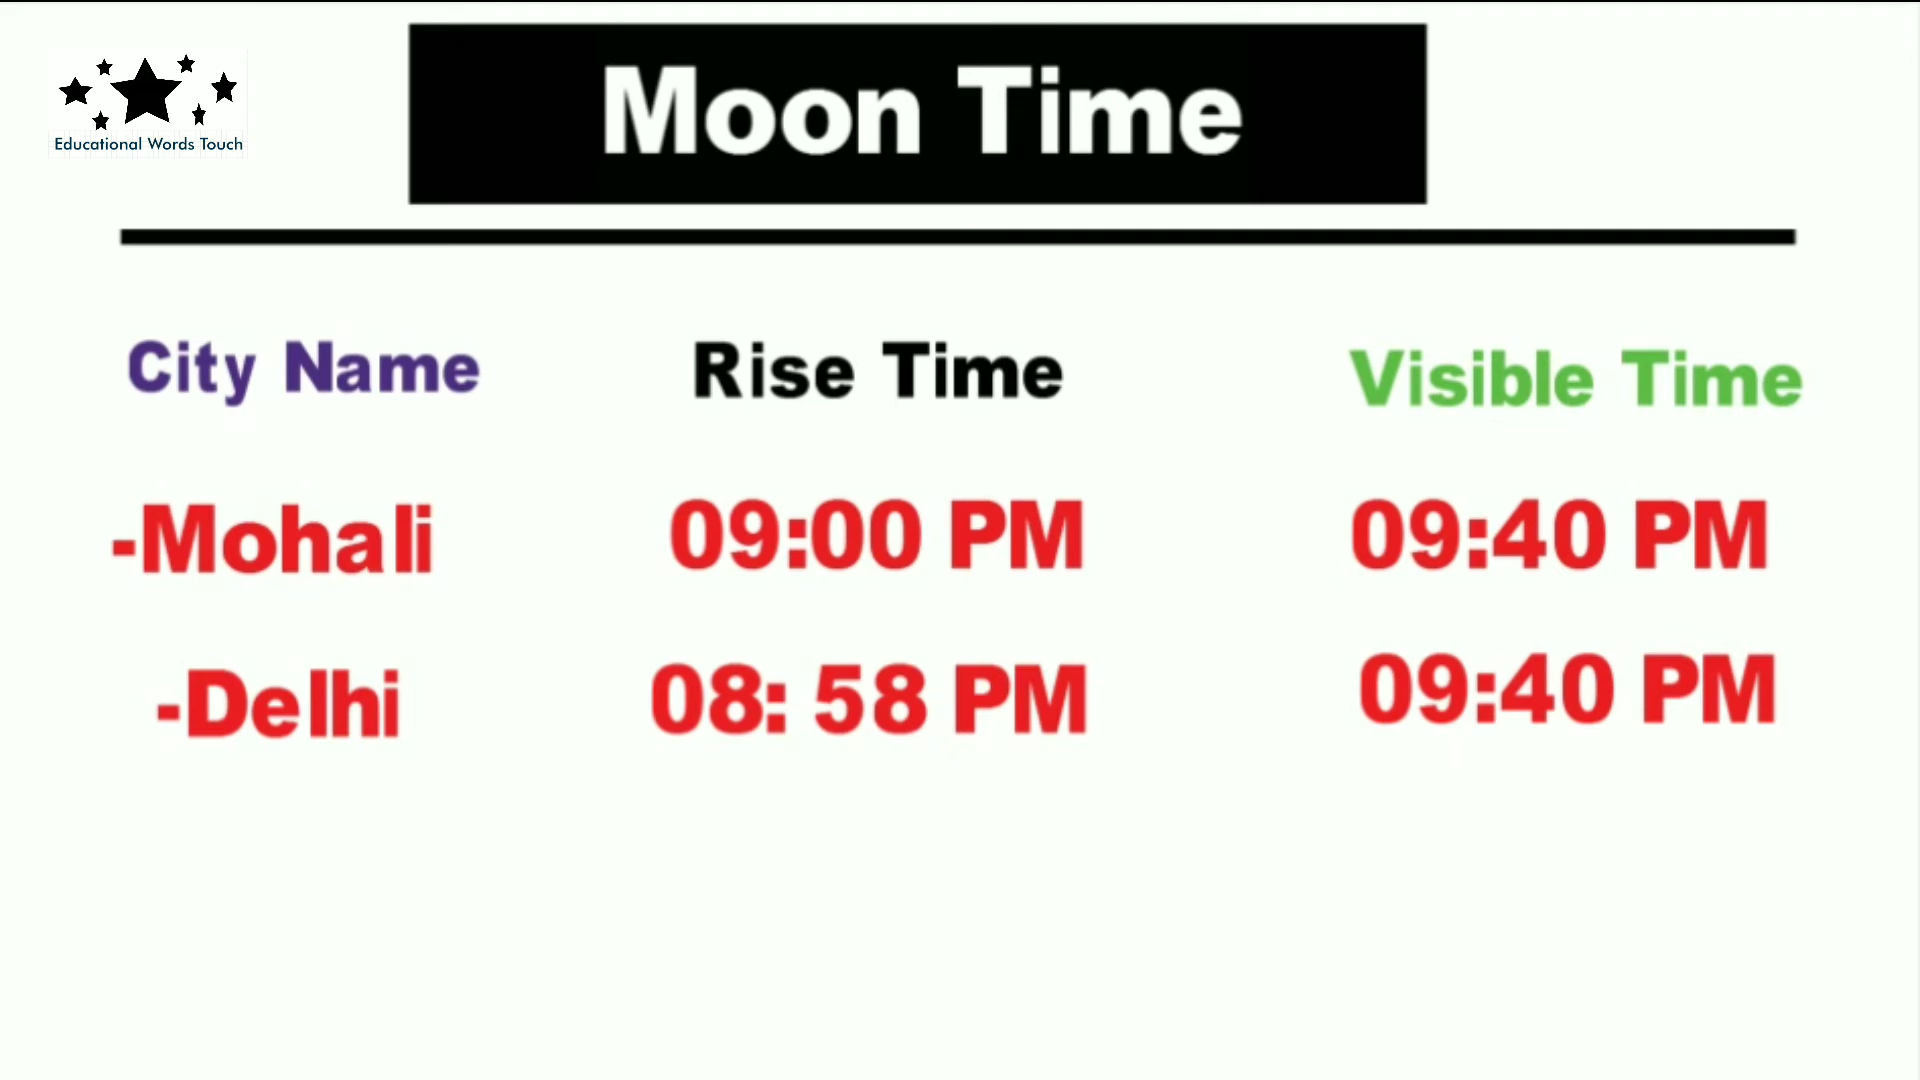 Educational Words Touch
Moon Time
City Name Rise Time Visible Time
-Mohali 09:00 PM 09:40 PM
-Delhi 08: 58 PM 09:40 PM